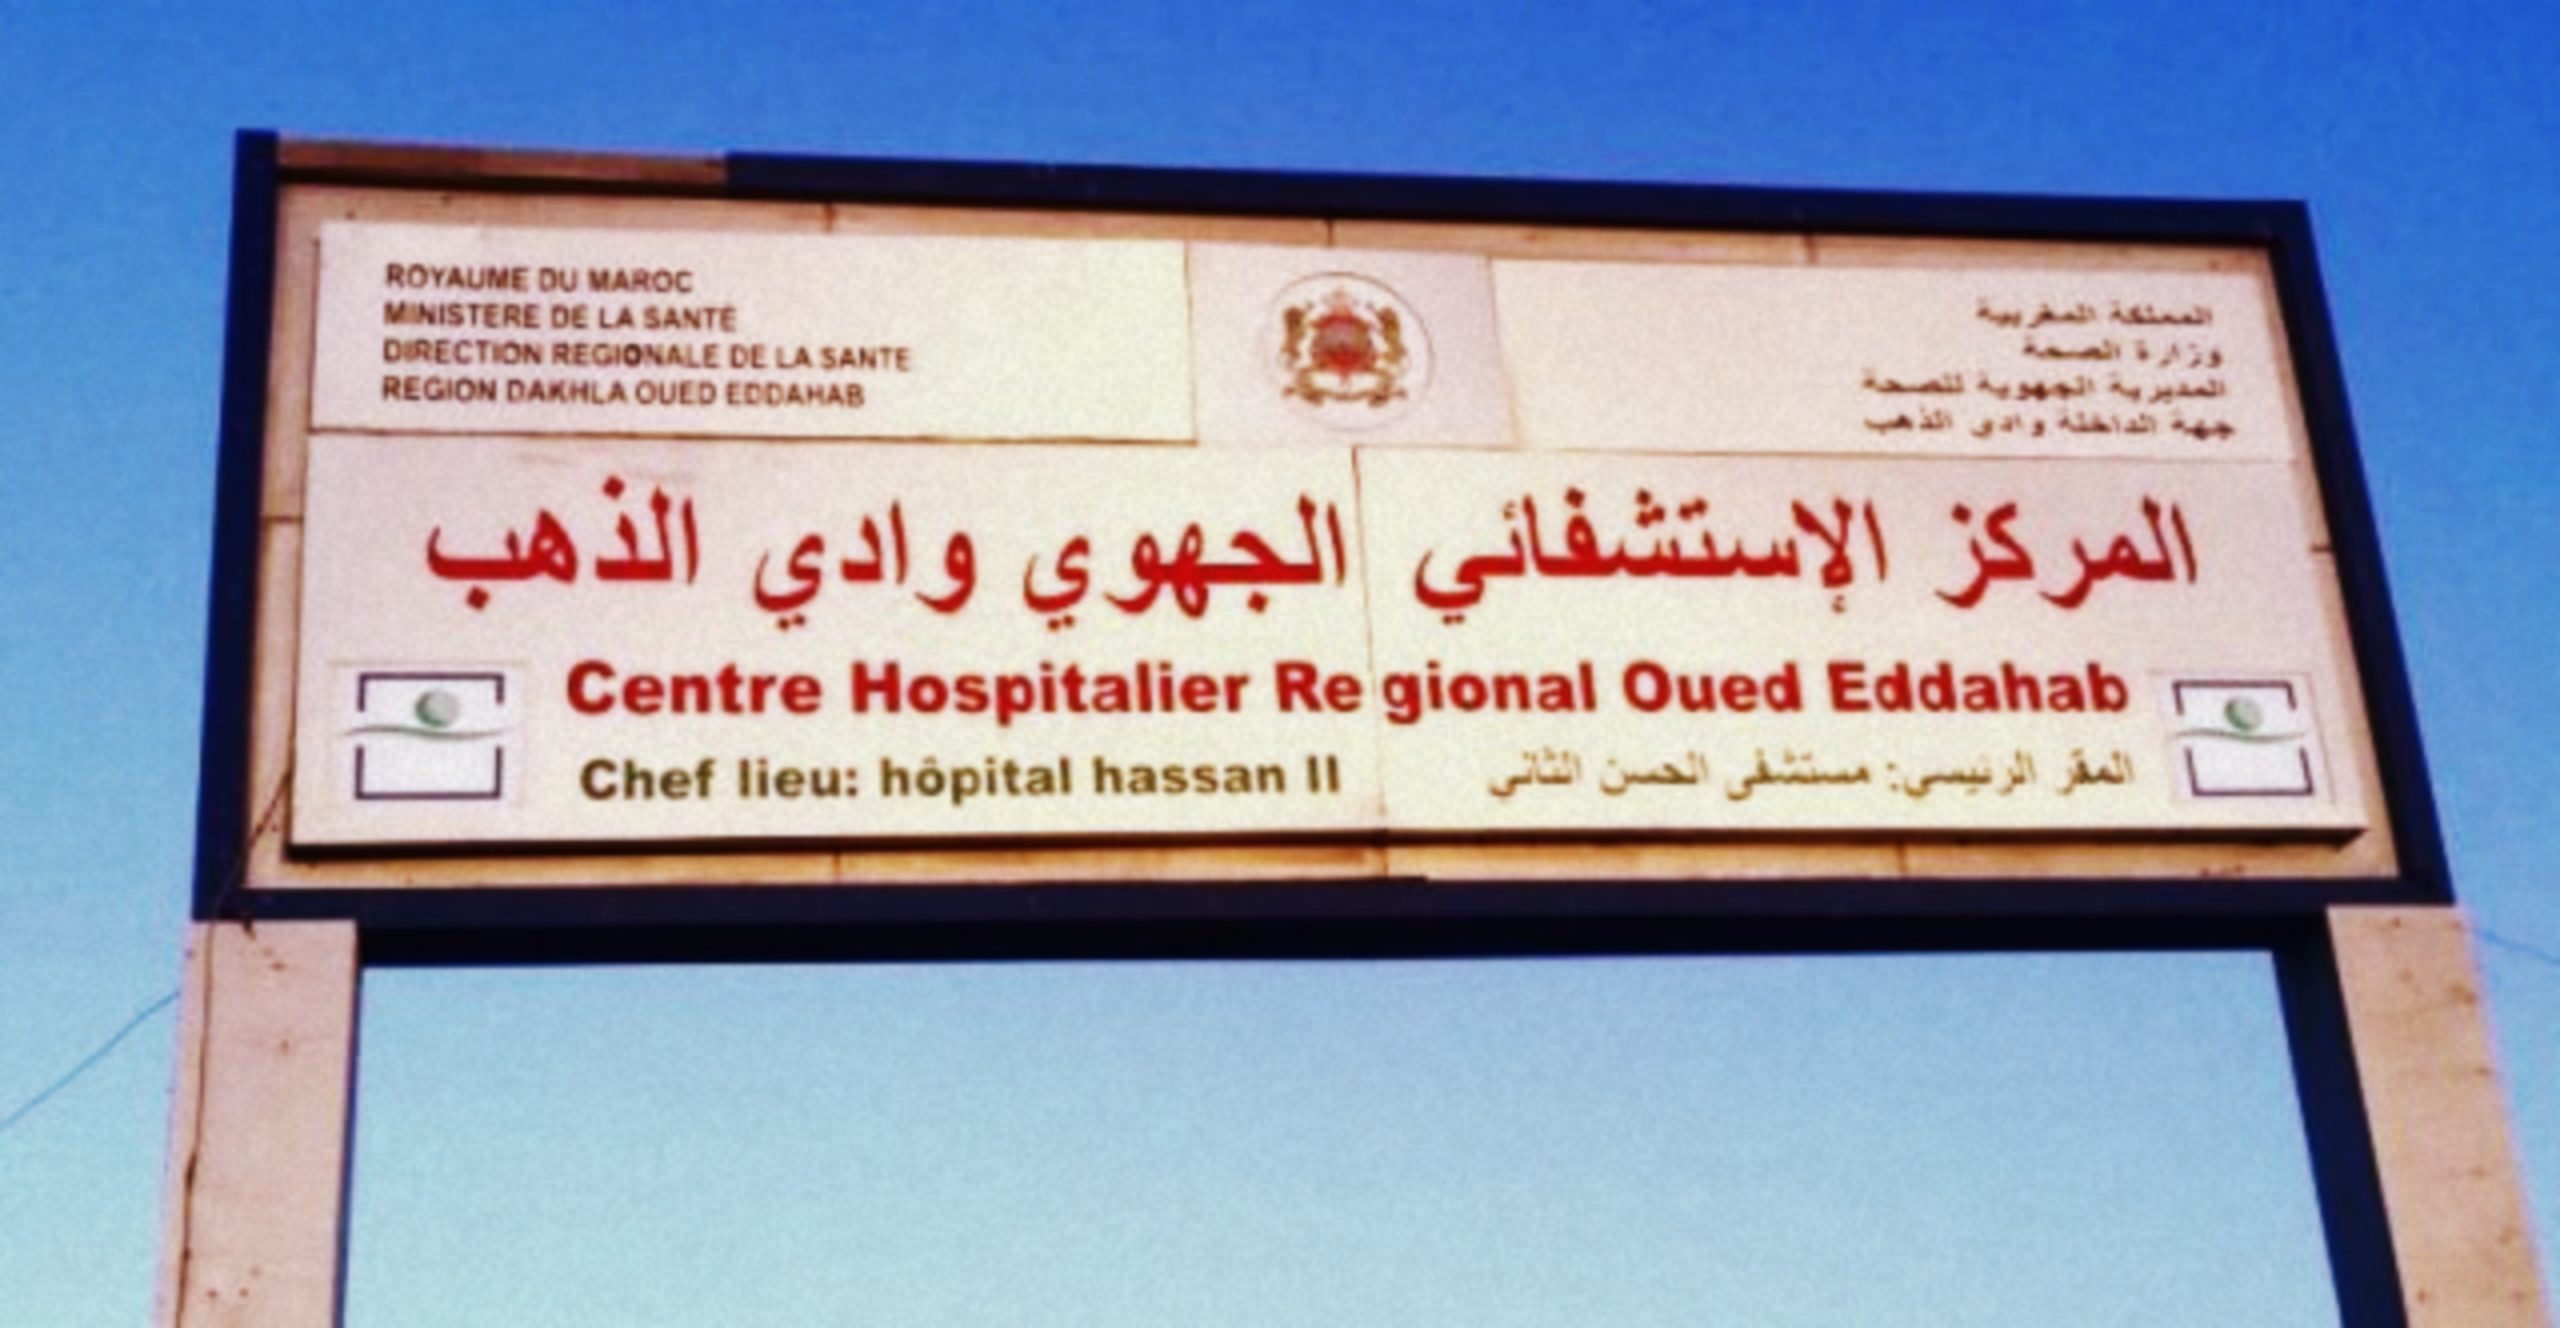 ROYAUME DU MAROC
MINISTERE DE LA SANTE
DIRECTION REGIONALE DE LA SANTE
REGION DAKHLA OUED EDDAHAB
المملكة المغربية
وزارة الصحة
المديرية الجهوية للصحة
جهة الداخلة وادي الذهب
المركز الإستشفائي الجهوي وادي الذهب
Centre Hospitalier Regional Oued Eddahab
Chef lieu: hôpital hassan II
المقر الرئيسي: مستشفى الحسن الثاني